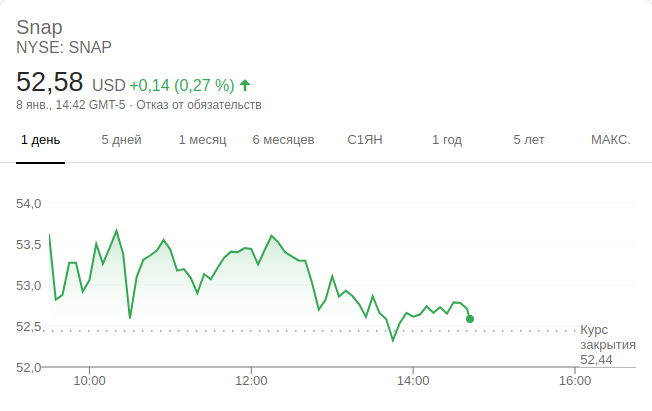 Snap
NYSE: SNAP
52,58 USD +0,14 (0,27 %)
8 янв., 14:42 GMT-5 · Отказ от обязательств
1 день 5 дней 1 месяц 6 месяцев С1ЯН 1 год 5 лет МАКС.
54,0
53,5
53,0
52,5
Курс
закрытия
52,44
52,0
10:00 12:00 14:00 16:00